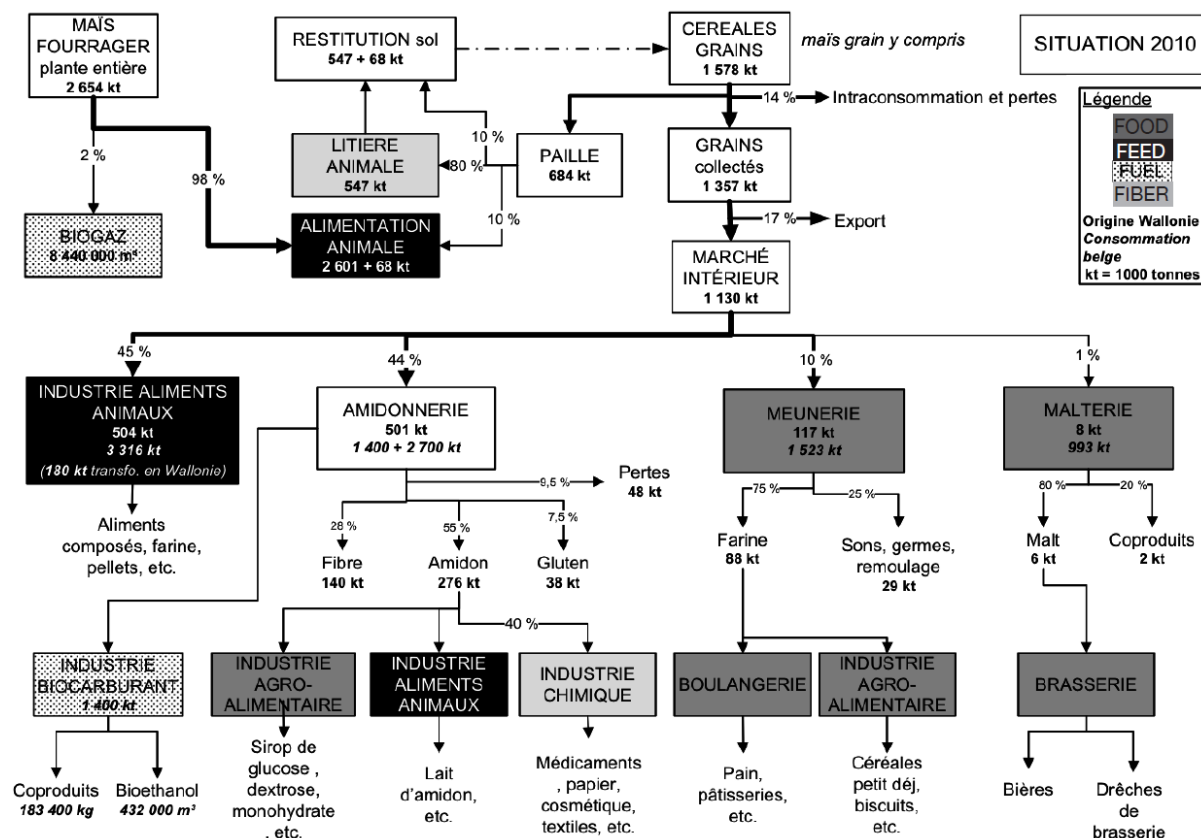 MAÏS
FOURRAGER
plante entière
2 654 kt
RESTITUTION sol
547 + 68 kt
CEREALES
GRAINS
1 578 kt
maïs grain y compris
SITUATION 2010
Légende
FOOD
FEED
FUEL
FIBER
Origine Wallonie
Consommation
belge
kt = 1000 tonnes
14 %
Intraconsommation et pertes
2 %
98 %
10 %
80 %
10 %
LITIERE
ANIMALE
547 kt
PAILLE
684 kt
GRAINS
collectés
1 357 kt
17 %
Export
BIOGAZ
8 440 000 m³
ALIMENTATION
ANIMALE
2 601 + 68 kt
MARCHÉ
INTÉRIEUR
1 130 kt
45 %
44 %
10 %
1 %
INDUSTRIE ALIMENTS
ANIMAUX
504 kt
3 316 kt
(180 kt transfo. en Wallonie)
AMIDONNERIE
501 kt
1 400 + 2 700 kt
MEUNERIE
117 kt
1 523 kt
MALTERIE
8 kt
993 kt
9,5 %
Pertes
48 kt
28 %
55 %
7,5 %
75 %
25 %
80 %
20 %
Aliments
composés, farine,
pellets, etc.
Fibre
140 kt
Amidon
276 kt
Gluten
38 kt
Farine
88 kt
Sons, germes,
remoulage
29 kt
Malt
6 kt
Coproduits
2 kt
40 %
INDUSTRIE
BIOCARBURANT
1 400 kt
INDUSTRIE
AGRO-
ALIMENTAIRE
INDUSTRIE
ALIMENTS
ANIMAUX
INDUSTRIE
CHIMIQUE
BOULANGERIE
INDUSTRIE
AGRO-
ALIMENTAIRE
BRASSERIE
Coproduits
183 400 kg
Bioethanol
432 000 m³
Sirop de
glucose ,
dextrose,
monohydrate
, etc.
Lait
d'amidon,
etc.
Médicaments
, papier,
cosmétique,
textiles, etc.
Pain,
pâtisseries,
etc.
Céréales
petit déj,
biscuits,
etc.
Bières
Drêches
de
brasserie